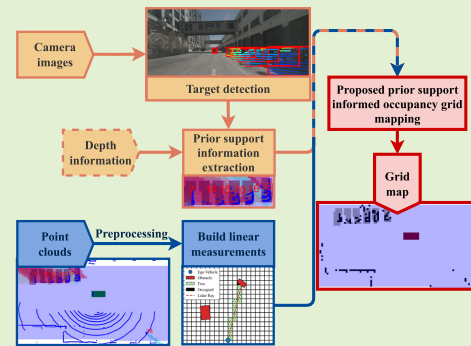 Camera
images
Target detection
Proposed prior support
informed occupancy grid
mapping
Depth
information
Prior support
information
extraction
Grid
map
Point
clouds
Preprocessing
Build linear
measurements
Ego Vehicle
Obstacle
Free
Occupied
Lidar Ray